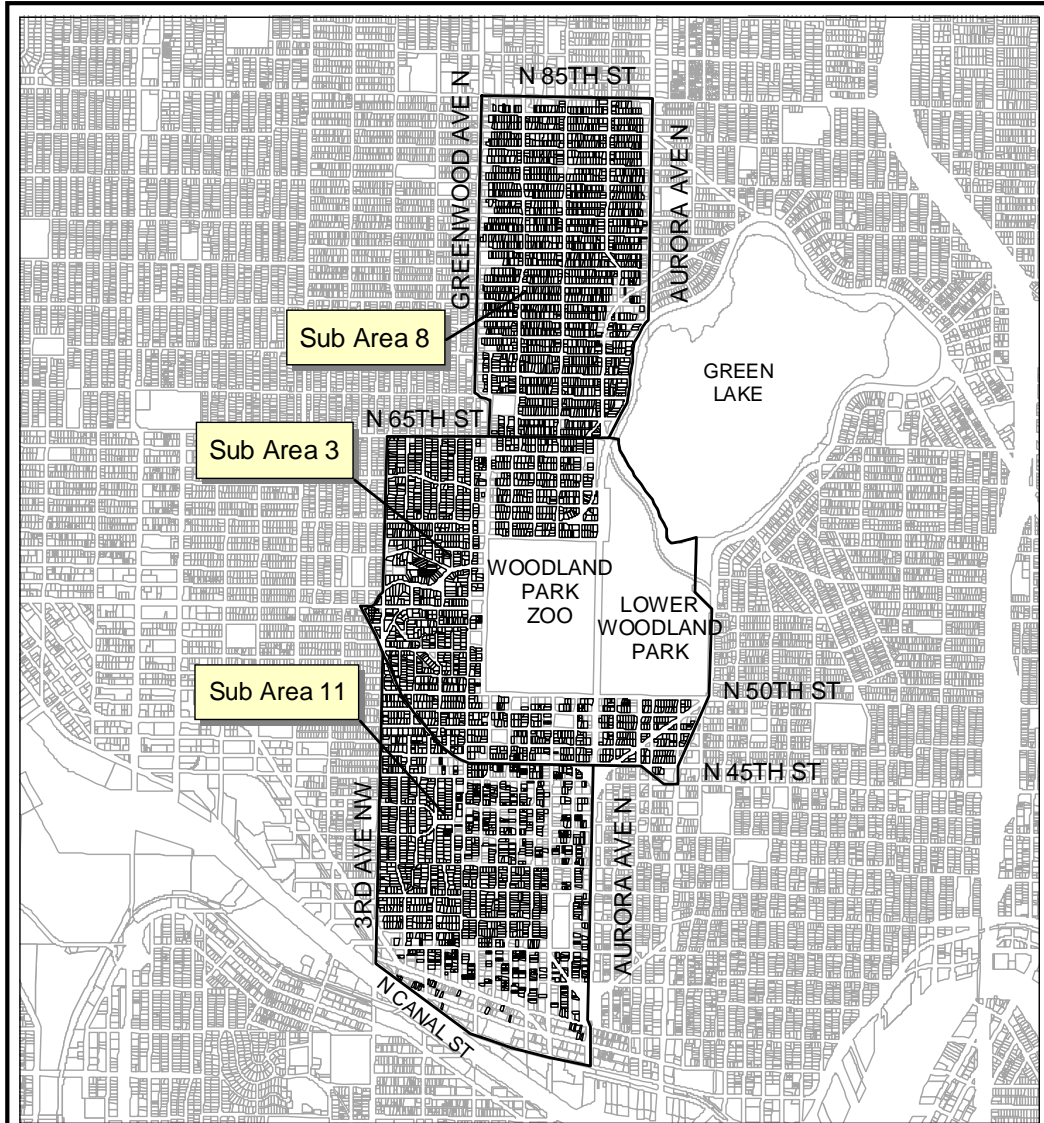 N 85TH ST
GREENWOOD AVE N
AURORA AVE N
Sub Area 8
GREEN
LAKE
N 65TH ST
Sub Area 3
WOODLAND
PARK
ZOO
LOWER
WOODLAND
PARK
Sub Area 11
N 50TH ST
N 45TH ST
3RD AVE NW
AURORA AVE N
N CANAL ST